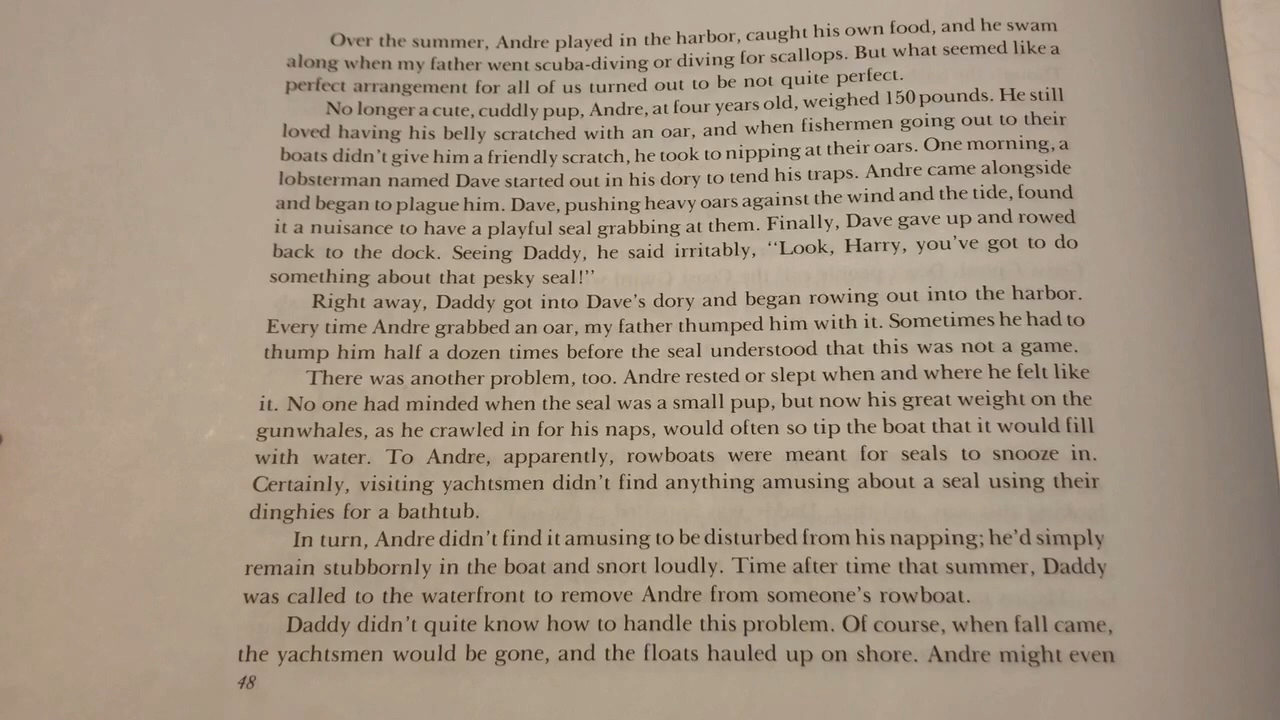 Over the summer, Andre played in the harbor, caught his own food, and he swam
along when my father went scuba-diving or diving for scallops. But what seemed like a
perfect arrangement for all of us turned out to be not quite perfect.
No longer a cute, cuddly pup, Andre, at four years old, weighed 150 pounds. He still
loved having his belly scratched with an oar, and when fishermen going out to their
boats didn't give him a friendly scratch, he took to nipping at their oars. One morning, a
lobsterman named Dave started out in his dory to tend his traps. Andre came alongside
and began to plague him. Dave, pushing heavy oars against the wind and the tide, found
it a nuisance to have a playful seal grabbing at them. Finally, Dave gave up and rowed
back to the dock. Seeing Daddy, he said irritably, "Look, Harry, you've got to do
something about that pesky seal!"
Right away, Daddy got into Dave's dory and began rowing out into the harbor.
Every time Andre grabbed an oar, my father thumped him with it. Sometimes he had to
thump him half a dozen times before the seal understood that this was not a game.
There was another problem, too. Andre rested or slept when and where he felt like
it. No one had minded when the seal was a small pup, but now his great weight on the
gunwhales, as he crawled in for his naps, would often so tip the boat that it would fill
with water. To Andre, apparently, rowboats were meant for seals to snooze in.
Certainly, visiting yachtsmen didn't find anything amusing about a seal using their
dinghies for a bathtub.
In turn, Andre didn't find it amusing to be disturbed from his napping; he'd simply
remain stubbornly in the boat and snort loudly. Time after time that summer, Daddy
was called to the waterfront to remove Andre from someone's rowboat.
Daddy didn't quite know how to handle this problem. Of course, when fall came,
the yachtsmen would be gone, and the floats hauled up on shore. Andre might even
48